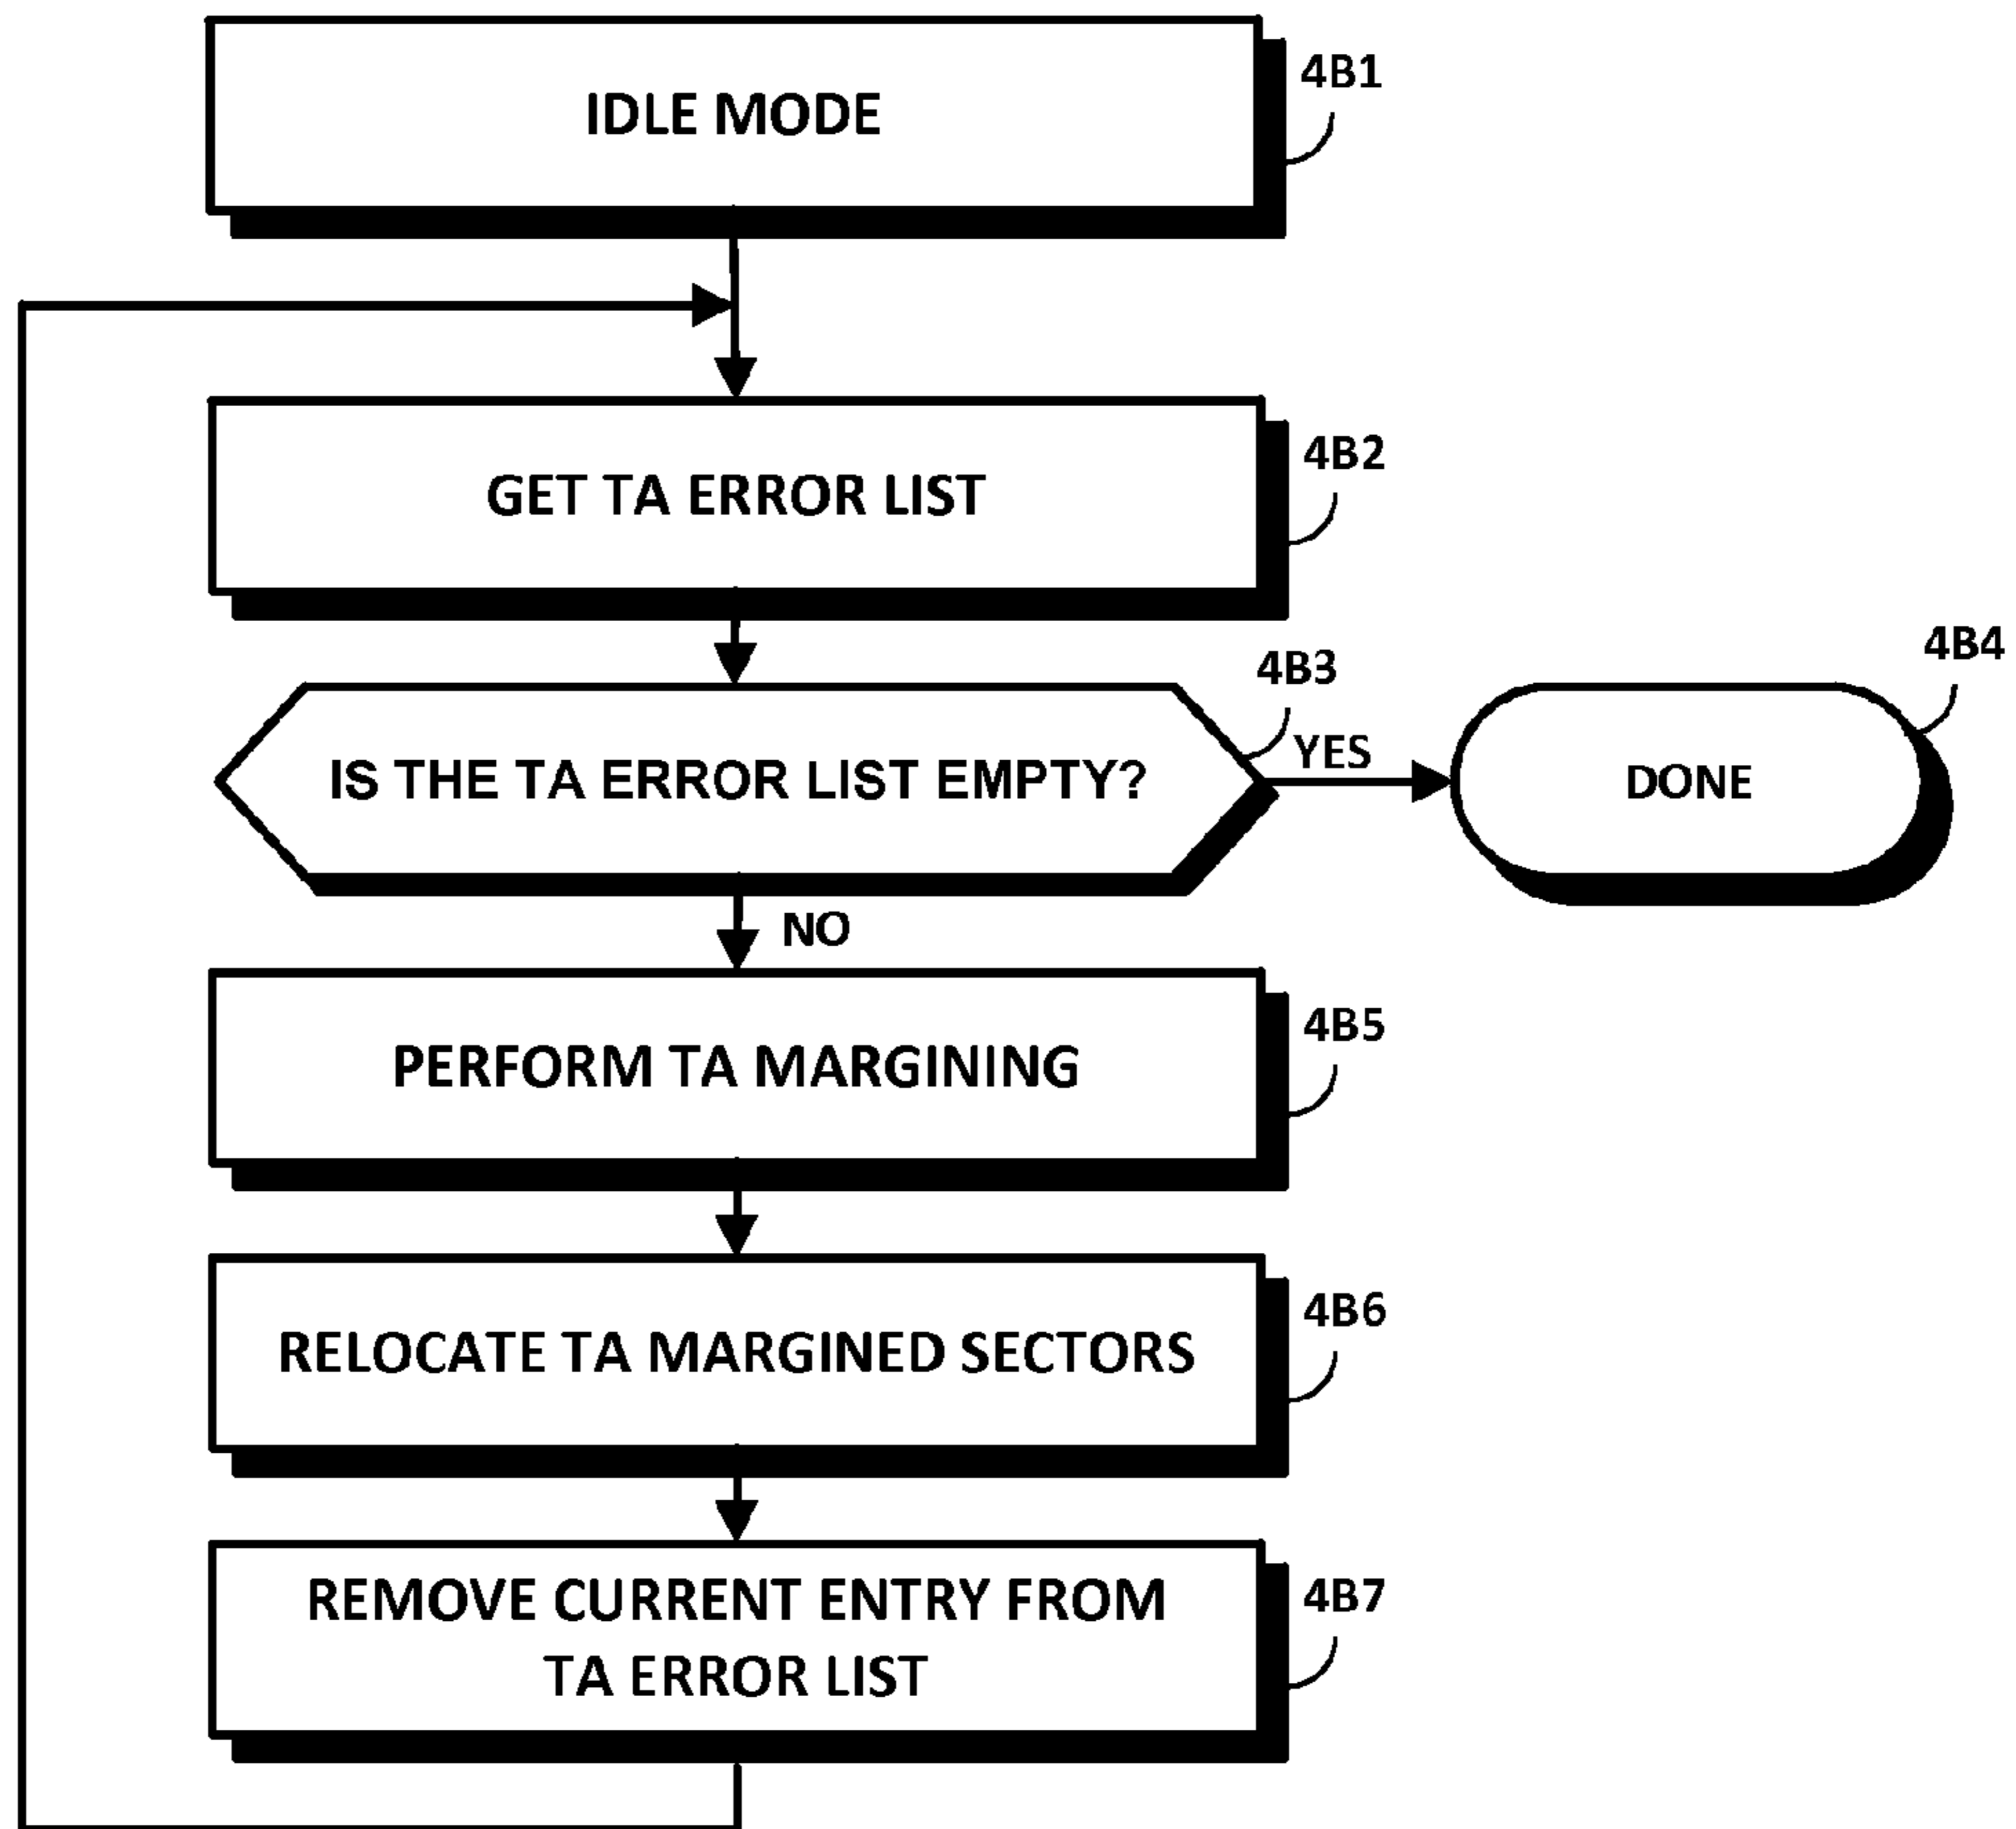 IDLE MODE
4B1
GET TA ERROR LIST
4B2
IS THE TA ERROR LIST EMPTY?
4B3
YES
DONE
4B4
NO
PERFORM TA MARGINING
4B5
RELOCATE TA MARGINED SECTORS
4B6
REMOVE CURRENT ENTRY FROM
TA ERROR LIST
4B7